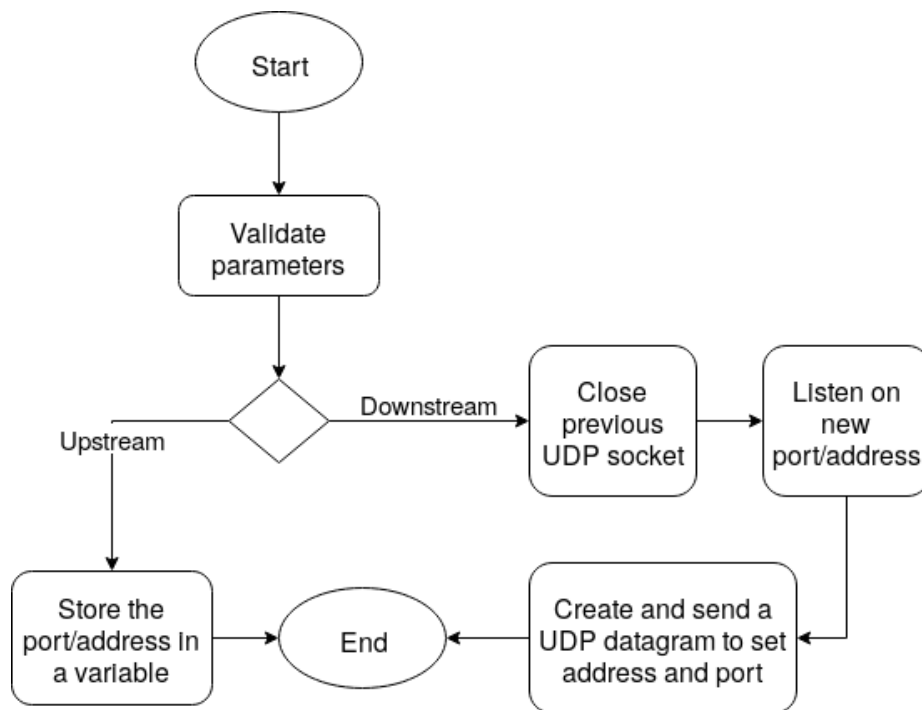 Start
Validate
parameters
Downstream
Upstream
Close
previous
UDP socket
Listen on
new
port/address
Store the
port/address in
a variable
End
Create and send a
UDP datagram to set
address and port